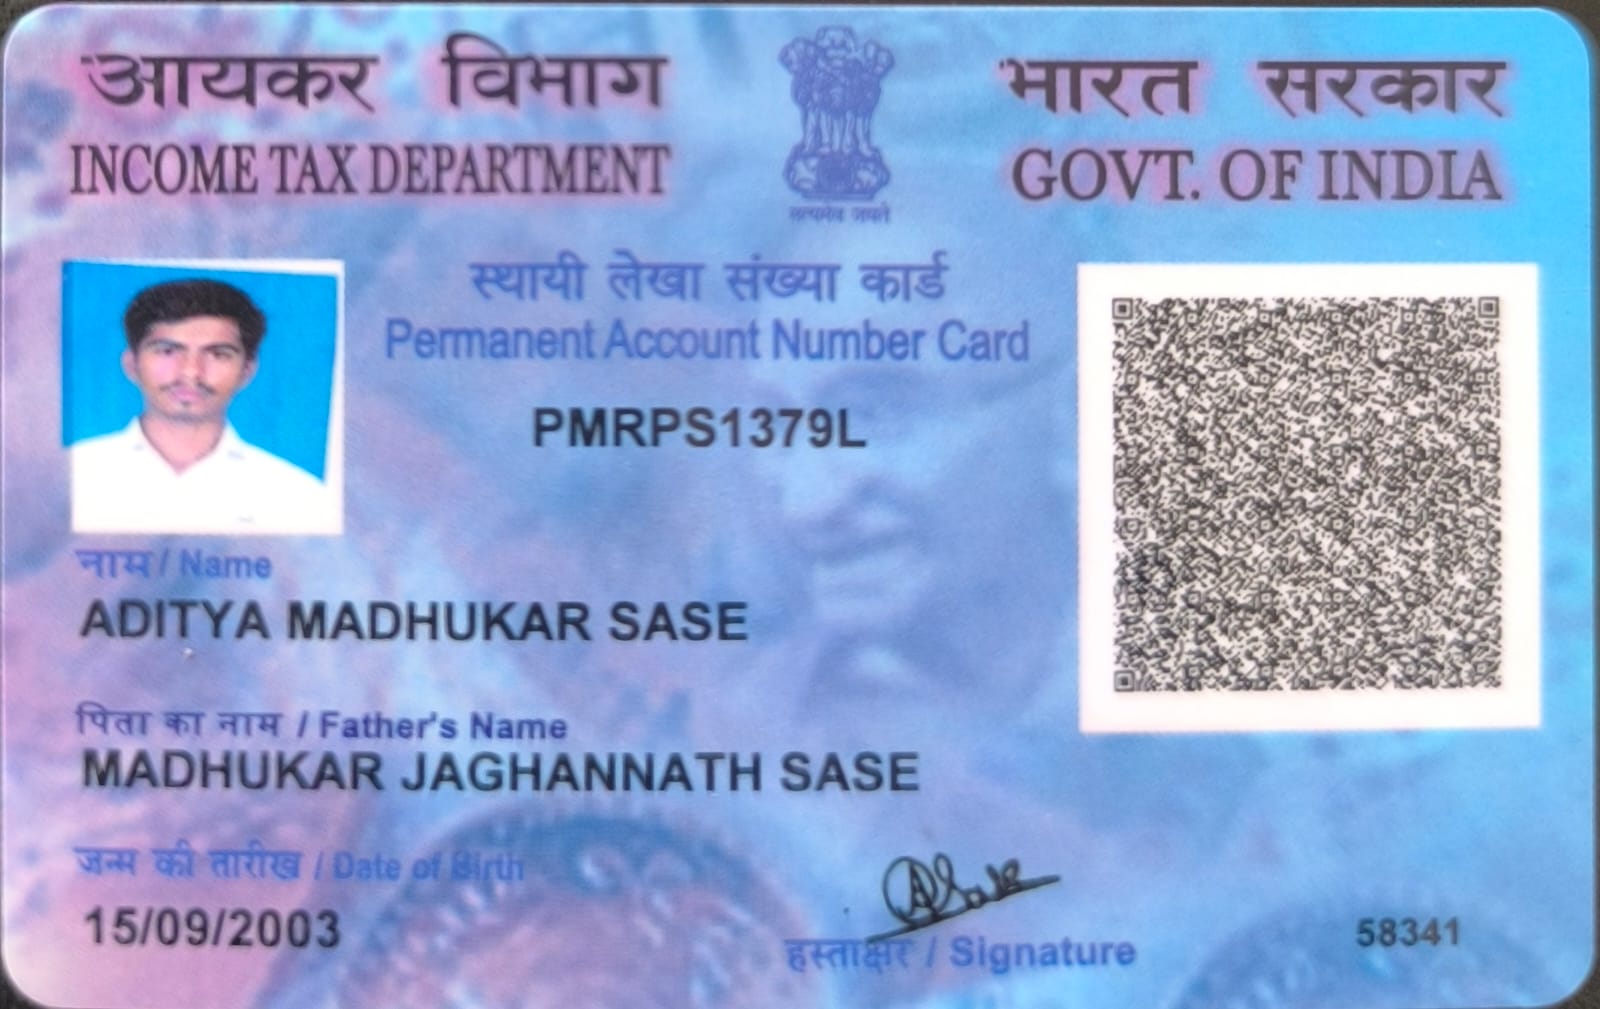 आयकर विभाग
INCOME TAX DEPARTMENT
सत्यमेव जयते
भारत सरकार
GOVT. OF INDIA
स्थायी लेखा संख्या कार्ड
Permanent Account Number Card
PMRPS1379L
नाम / Name
ADITYA MADHUKAR SASE
पिता का नाम / Father's Name
MADHUKAR JAGHANNATH SASE
जन्म की तारीख / Date of Birth
15/09/2003
ASase
हस्ताक्षर / Signature
58341